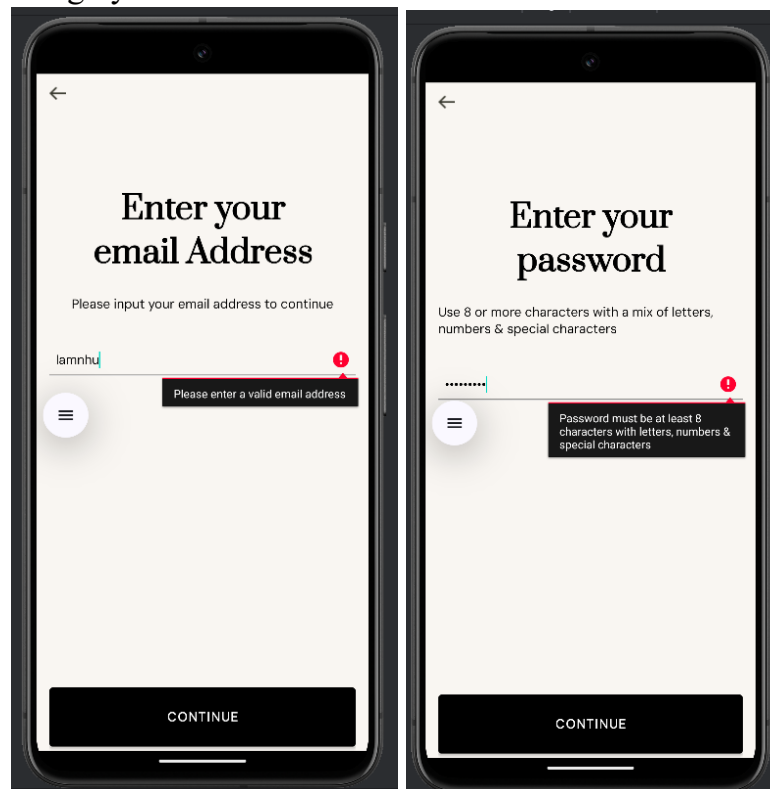 Enter your
email Address
Please input your email address to continue
lamnhu
Please enter a valid email address
CONTINUE
Enter your
password
Use 8 or more characters with a mix of letters,
numbers & special characters
•••••••••
Password must be at least 8
characters with letters, numbers &
special characters
CONTINUE